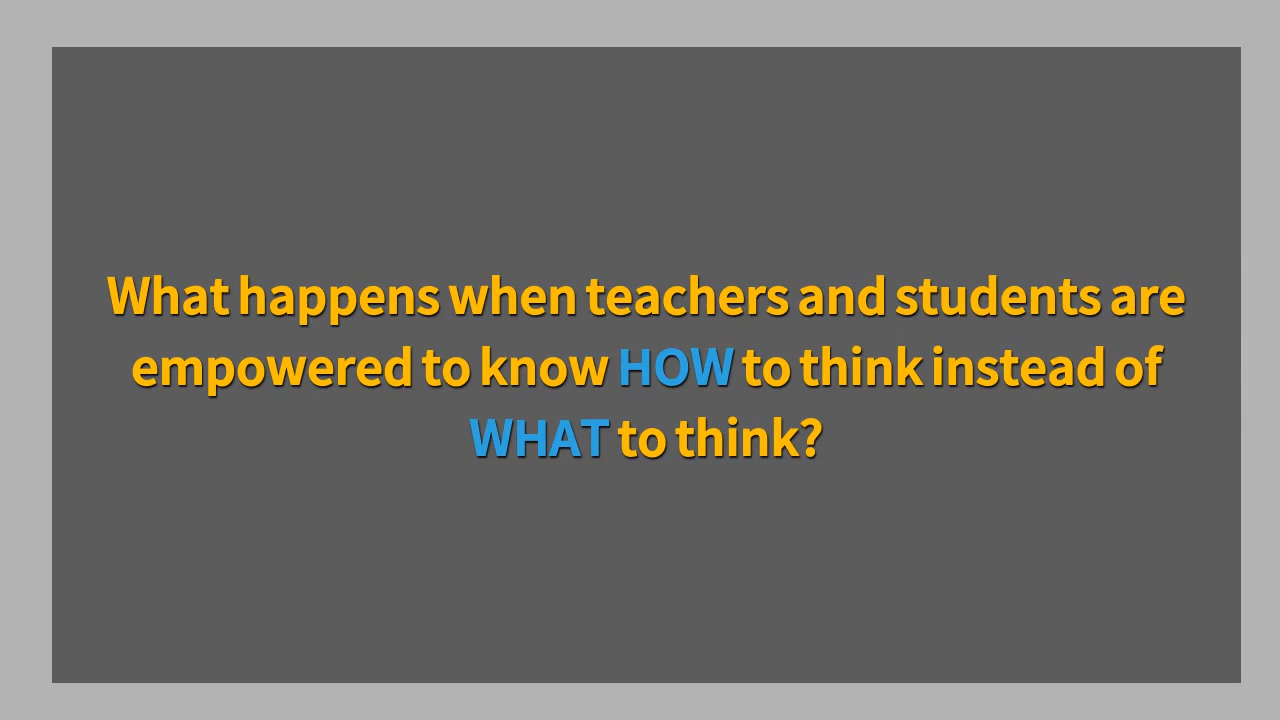 What happens when teachers and students are
empowered to know HOW to think instead of
WHAT to think?